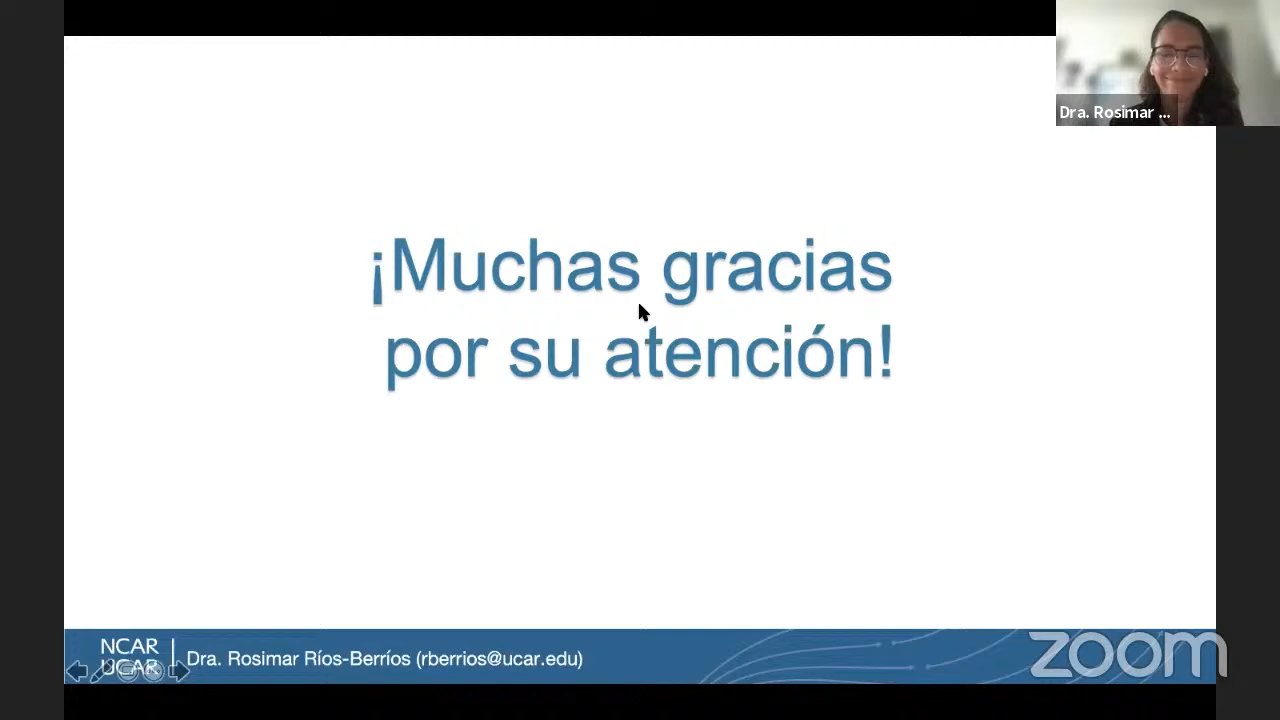 Dra. Rosimar ...
¡Muchas gracias
por su atención!
NCAR
UCAR
Dra. Rosimar Ríos-Berríos (rberrios@ucar.edu)
zoom